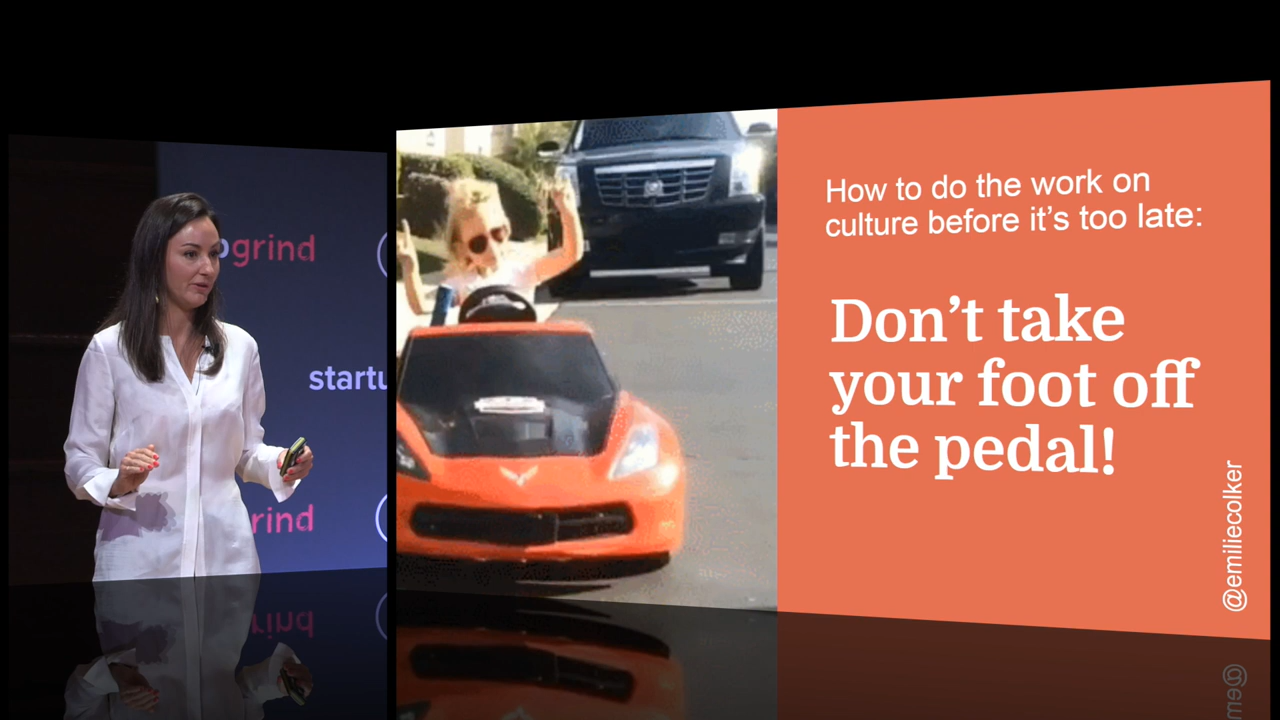 grind
startu
rind
How to do the work on
culture before it's too late:
Don't take
your foot off
the pedal!
@emiliecolker